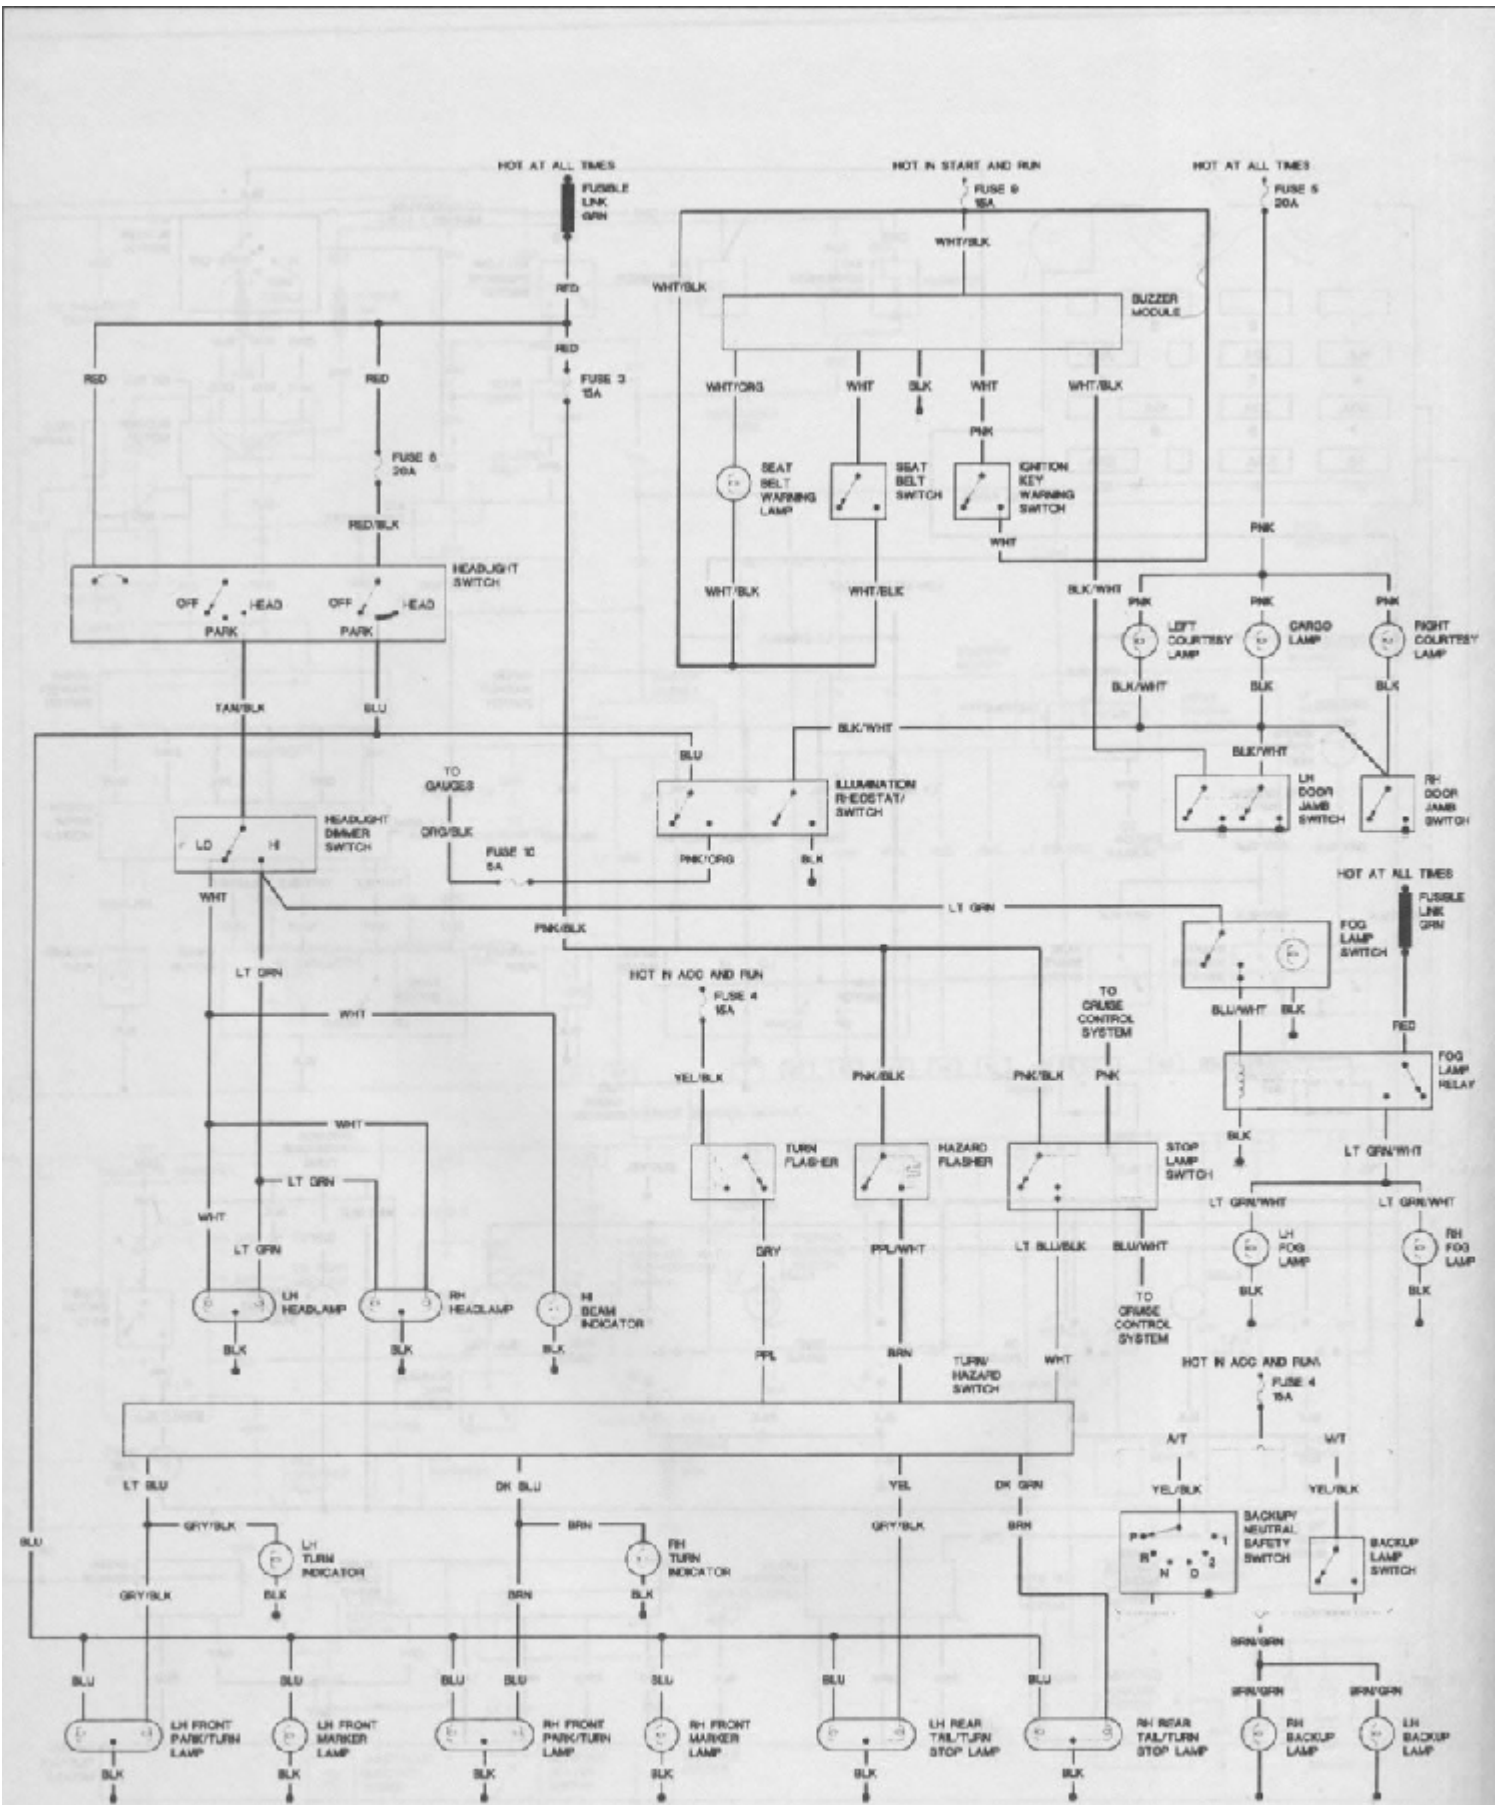 HOT AT ALL TIMES
FUSIBLE
LINK
GRN
HOT IN START AND RUN
FUSE 9
15A
HOT AT ALL TIMES
FUSE 5
20A
WHT/BLK
RED
WHT/BLK
BUZZER
MODULE
RED
RED
RED
FUSE 3
15A
WHT/ORG
WHT
BLK
WHT
WHT/BLK
PNK
FUSE 6
20A
SEAT
BELT
WARNING
LAMP
SEAT
BELT
SWITCH
IGNITION
KEY
WARNING
SWITCH
RED/BLK
PNK
WHT
HEADLIGHT
SWITCH
OFF
HEAD
PARK
OFF
HEAD
PARK
WHT/BLK
WHT/BLK
BLK/WHT
PNK
PNK
PNK
LEFT
COURTESY
LAMP
CARGO
LAMP
RIGHT
COURTESY
LAMP
BLK/WHT
BLK
BLK
TAN/BLK
BLU
BLK/WHT
BLU
BLK/WHT
TO
GAUGES
ILLUMINATION
RHEOSTAT/
SWITCH
LH
DOOR
JAMB
SWITCH
RH
DOOR
JAMB
SWITCH
HEADLIGHT
DIMMER
SWITCH
LO
HI
ORG/BLK
FUSE 10
5A
PNK/ORG
BLK
HOT AT ALL TIMES
FUSIBLE
LINK
GRN
WHT
LT GRN
PNK/BLK
FOG
LAMP
SWITCH
LT GRN
HOT IN ACC AND RUN
FUSE 4
15A
TO
CRUISE
CONTROL
SYSTEM
BLU/WHT
BLK
RED
WHT
FOG
LAMP
RELAY
YEL/BLK
PNK/BLK
PNK/BLK
PNK
WHT
BLK
LT GRN/WHT
TURN
FLASHER
HAZARD
FLASHER
STOP
LAMP
SWITCH
LT GRN
LT GRN/WHT
LT GRN/WHT
WHT
LT GRN
GRY
PPL/WHT
LT BLU/BLK
BLU/WHT
LH
FOG
LAMP
RH
FOG
LAMP
BLK
BLK
LH
HEADLAMP
RH
HEADLAMP
HI
BEAM
INDICATOR
TO
CRUISE
CONTROL
SYSTEM
BLK
BLK
BLK
PPL
BRN
TURN/
HAZARD
SWITCH
WHT
HOT IN ACC AND RUN
FUSE 4
15A
A/T
M/T
LT BLU
DK BLU
YEL
DK GRN
YEL/BLK
YEL/BLK
BLU
GRY/BLK
LH
TURN
INDICATOR
BRN
RH
TURN
INDICATOR
GRY/BLK
BRN
P
R
N
D
2
1
BACKUP/
NEUTRAL
SAFETY
SWITCH
BACKUP
LAMP
SWITCH
GRY/BLK
BLK
BRN
BLK
BRN/GRN
BLU
BLU
BLU
BLU
BLU
BLU
BLU
BRN/GRN
BRN/GRN
LH FRONT
PARK/TURN
LAMP
LH FRONT
MARKER
LAMP
RH FRONT
PARK/TURN
LAMP
RH FRONT
MARKER
LAMP
LH REAR
TAIL/TURN
STOP LAMP
RH REAR
TAIL/TURN
STOP LAMP
RH
BACKUP
LAMP
LH
BACKUP
LAMP
BLK
BLK
BLK
BLK
BLK
BLK